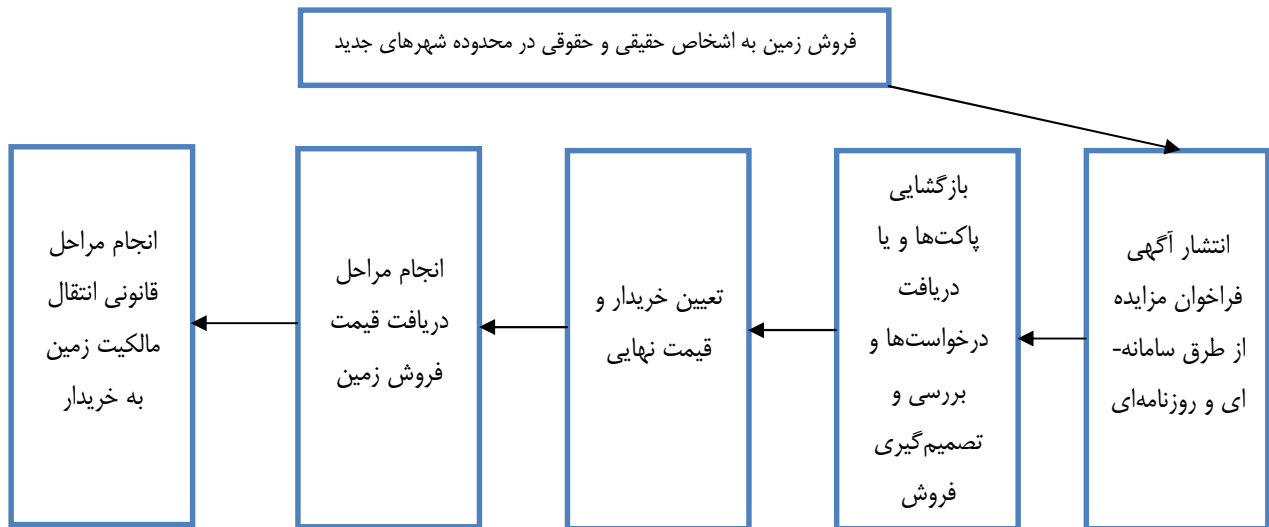 فروش زمین به اشخاص حقیقی و حقوقی در محدوده شهرهای جدید
انتشار آگهی
فراخوان مزایده
از طرق سامانه-
ای و روزنامه‌ای
بازگشایی
پاکت‌ها و یا
دریافت
درخواست‌ها و
بررسی و
تصمیم‌گیری
فروش
تعیین خریدار و
قیمت نهایی
انجام مراحل
دریافت قیمت
فروش زمین
انجام مراحل
قانونی انتقال
مالکیت زمین
به خریدار